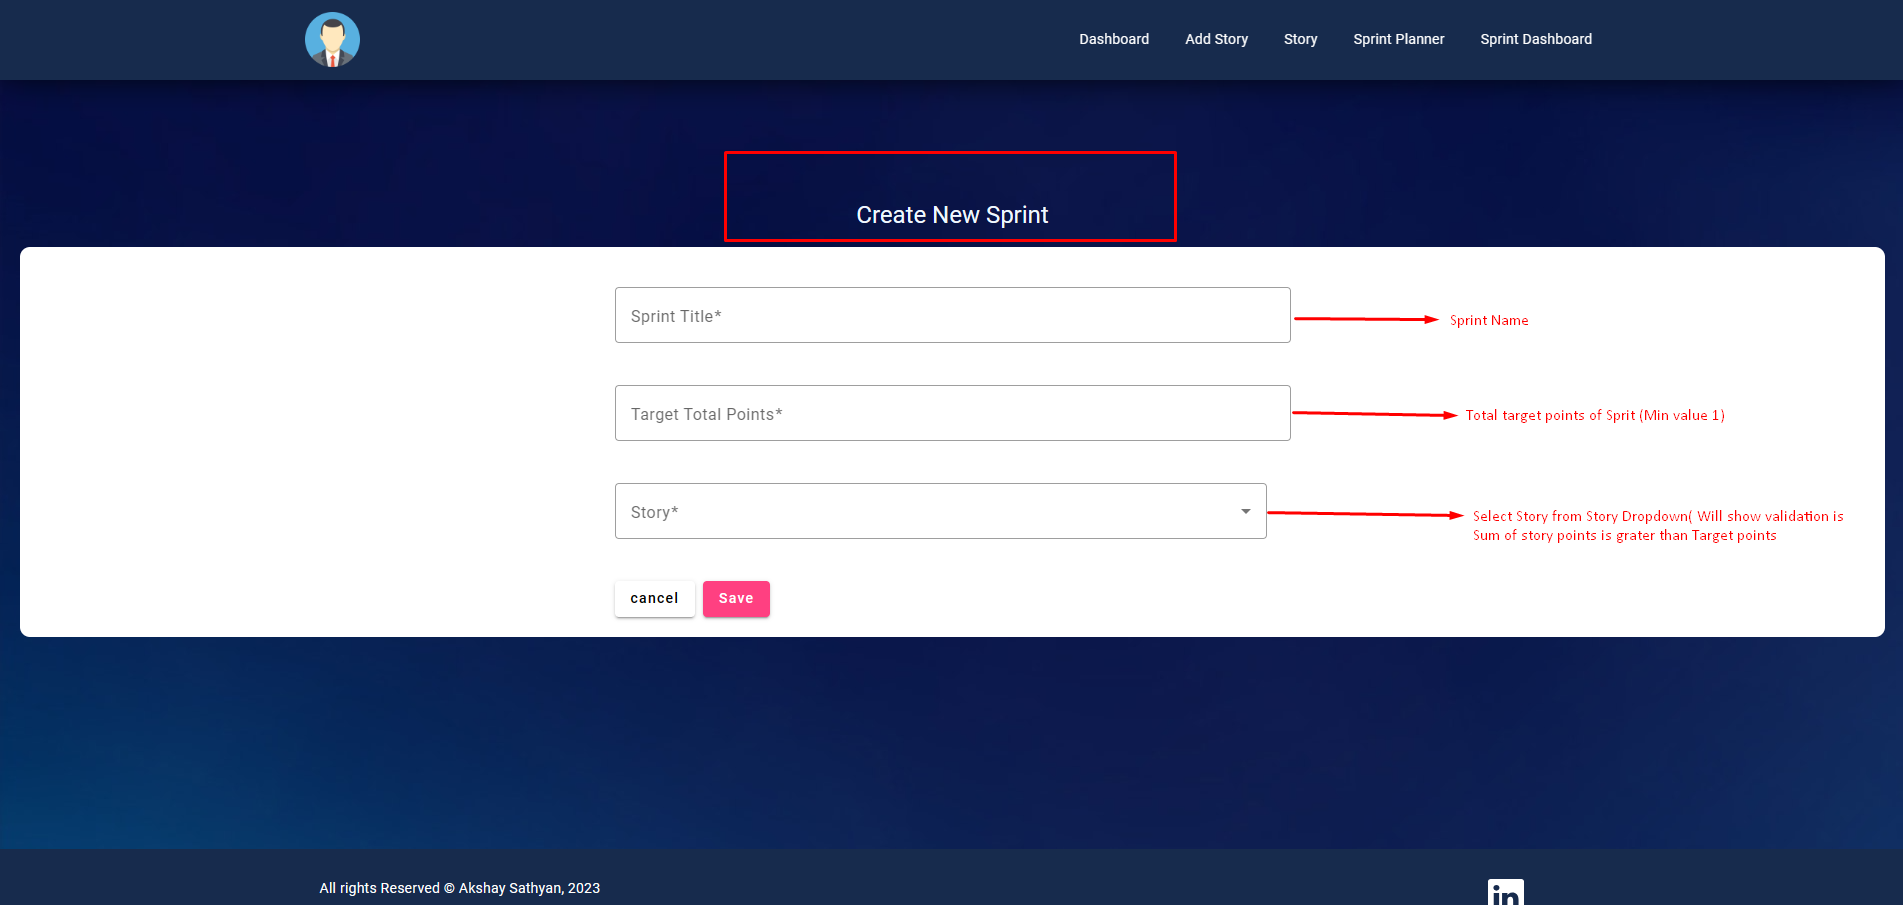 Dashboard Add Story Story Sprint Planner Sprint Dashboard
Create New Sprint
Sprint Title*
Sprint Name
Target Total Points*
Total target points of Sprit (Min value 1)
Story*
Select Story from Story Dropdown( Will show validation is
Sum of story points is grater than Target points
cancel Save
All rights Reserved © Akshay Sathyan, 2023
in